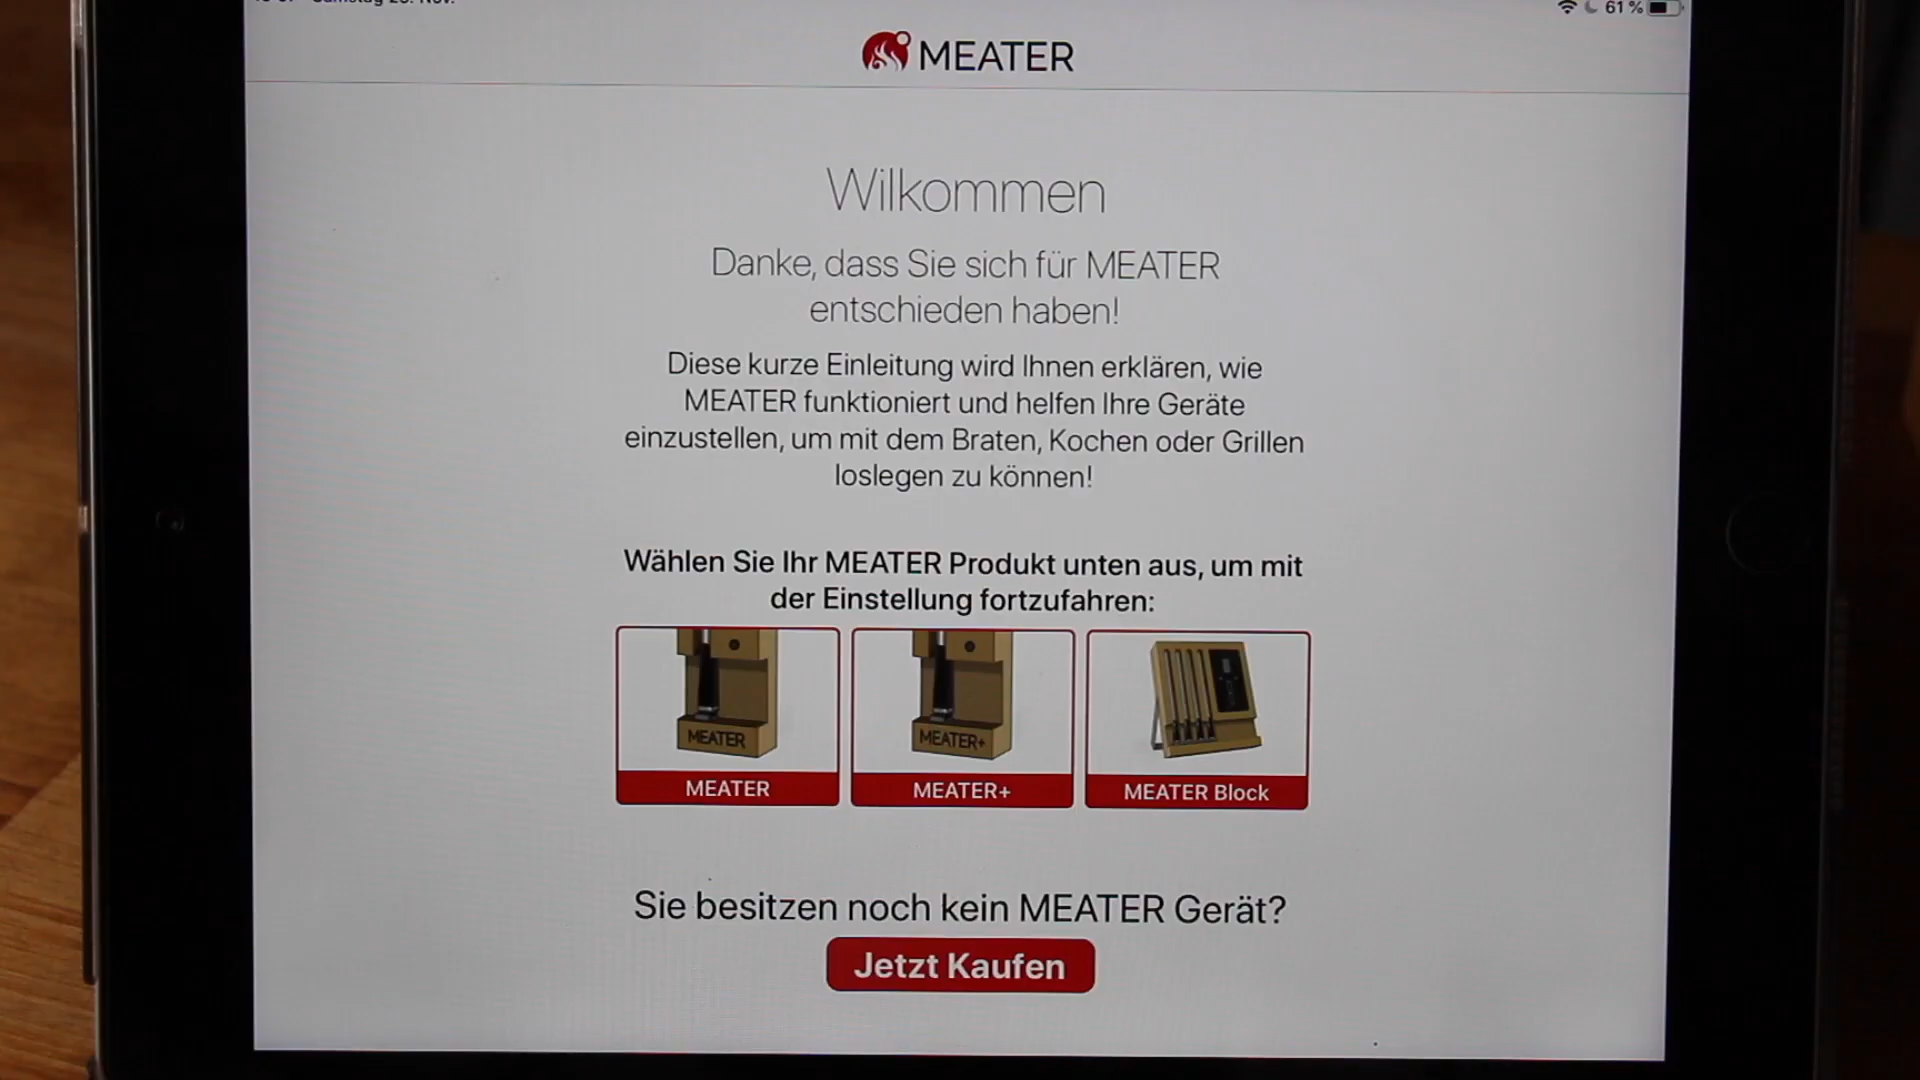 61 %
MEATER
Wilkommen
Danke, dass Sie sich für MEATER
entschieden haben!
Diese kurze Einleitung wird Ihnen erklären, wie
MEATER funktioniert und helfen Ihre Geräte
einzustellen, um mit dem Braten, Kochen oder Grillen
loslegen zu können!
Wählen Sie Ihr MEATER Produkt unten aus, um mit
der Einstellung fortzufahren:
MEATER
MEATER+
MEATER
MEATER+
MEATER Block
Sie besitzen noch kein MEATER Gerät?
Jetzt Kaufen